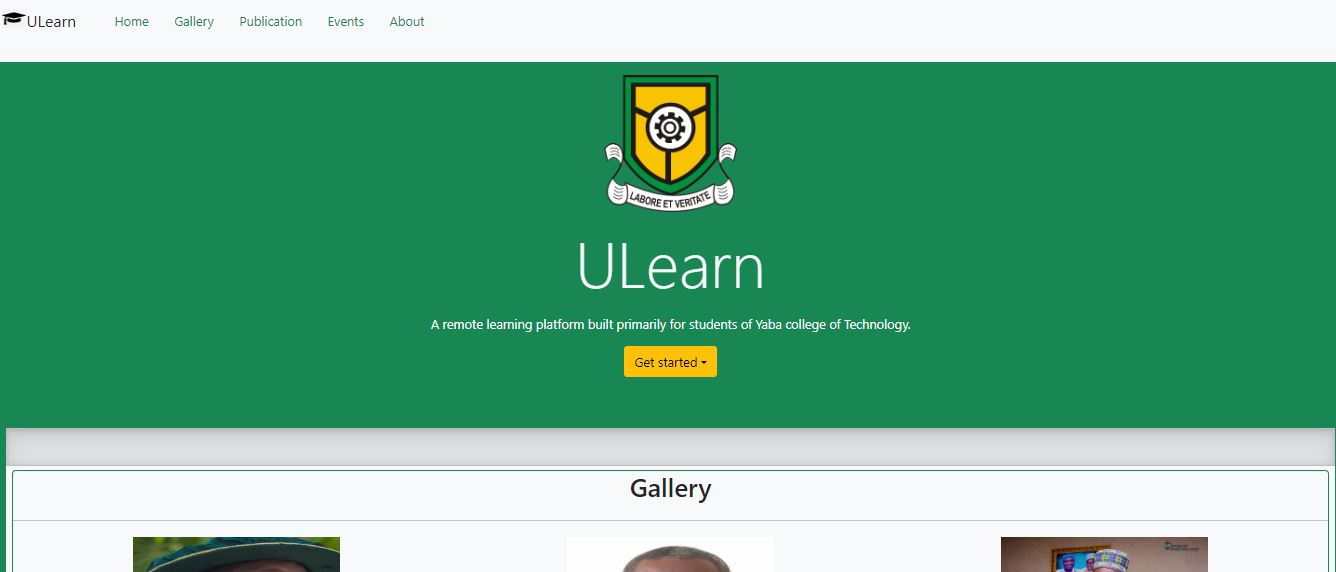 ULearn Home Gallery Publication Events About
LABORE ET VERITATE
ULearn
A remote learning platform built primarily for students of Yaba college of Technology.
Get started
Gallery